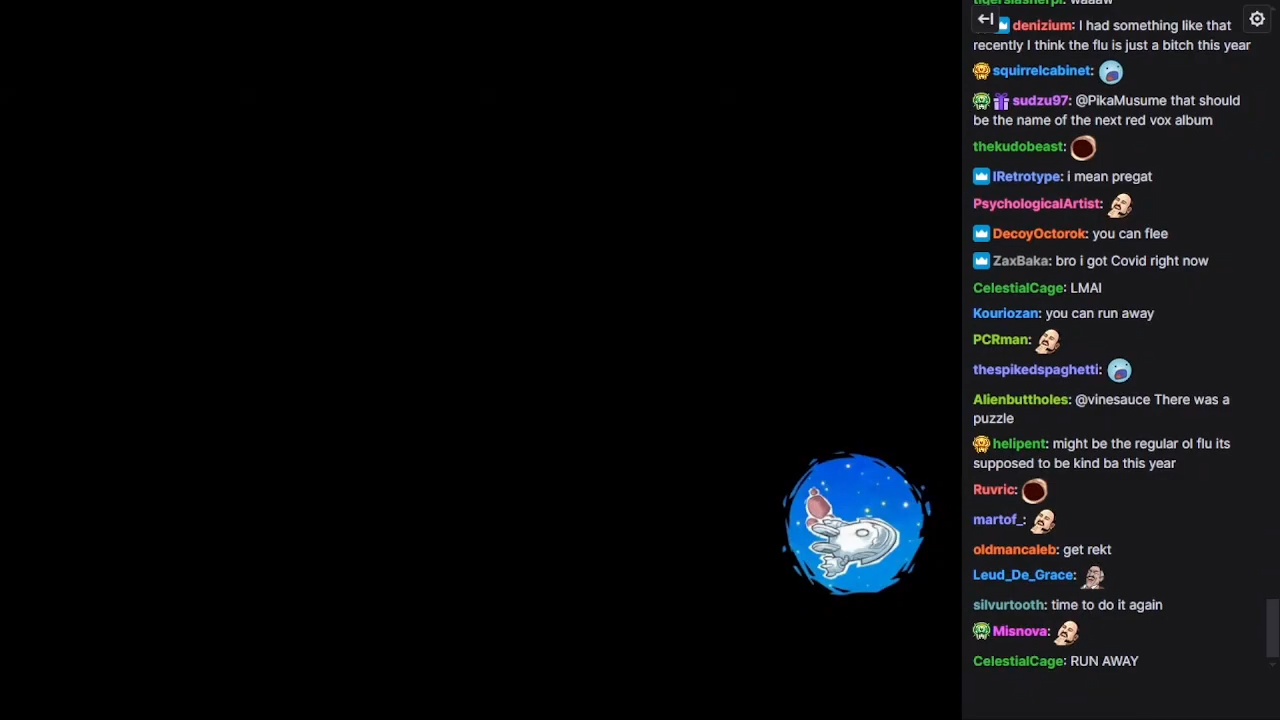 tigerslasherpl: waaaw
denizium: I had something like that
recently I think the flu is just a bitch this year
squirrelcabinet:
sudzu97: @PikaMusume that should
be the name of the next red vox album
thekudobeast:
IRetrotype: i mean pregat
PsychologicalArtist:
DecoyOctorok: you can flee
ZaxBaka: bro i got Covid right now
CelestialCage: LMAI
Kouriozan: you can run away
PCRman:
thespikedspaghetti:
Alienbuttholes: @vinesauce There was a
puzzle
helipent: might be the regular ol flu its
supposed to be kind ba this year
Ruvric:
martof_:
oldmancaleb: get rekt
Leud_De_Grace:
silvurtooth: time to do it again
Misnova:
CelestialCage: RUN AWAY